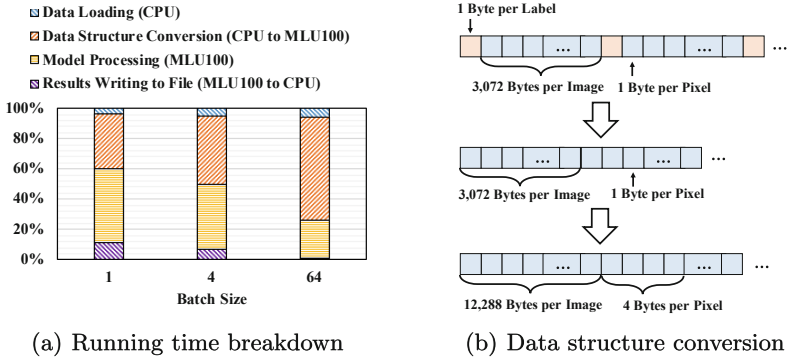 Data Loading (CPU)
Data Structure Conversion (CPU to MLU100)
Model Processing (MLU100)
Results Writing to File (MLU100 to CPU)
100%
80%
60%
40%
20%
0%
1 4 64
Batch Size
(a) Running time breakdown
1 Byte per Label
... ... ...
3,072 Bytes per Image
1 Byte per Pixel
... ... ...
3,072 Bytes per Image
1 Byte per Pixel
... ... ...
12,288 Bytes per Image
4 Bytes per Pixel
(b) Data structure conversion